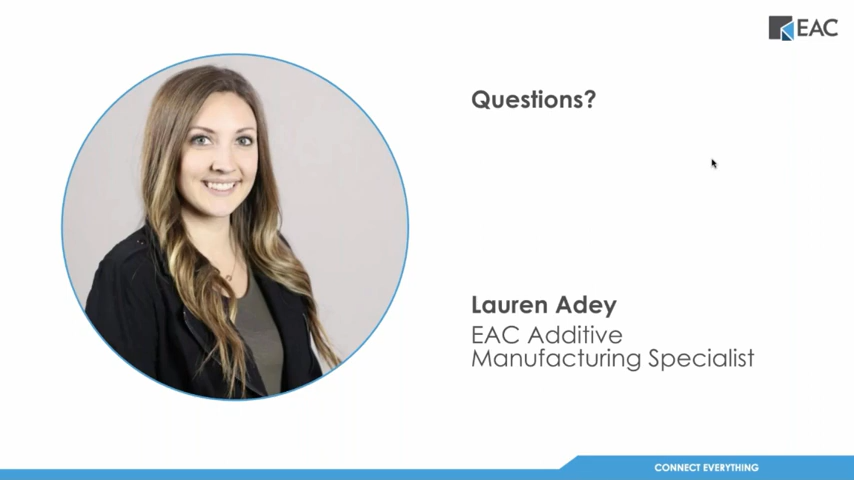 EAC
Questions?
Lauren Adey
EAC Additive
Manufacturing Specialist
CONNECT EVERYTHING